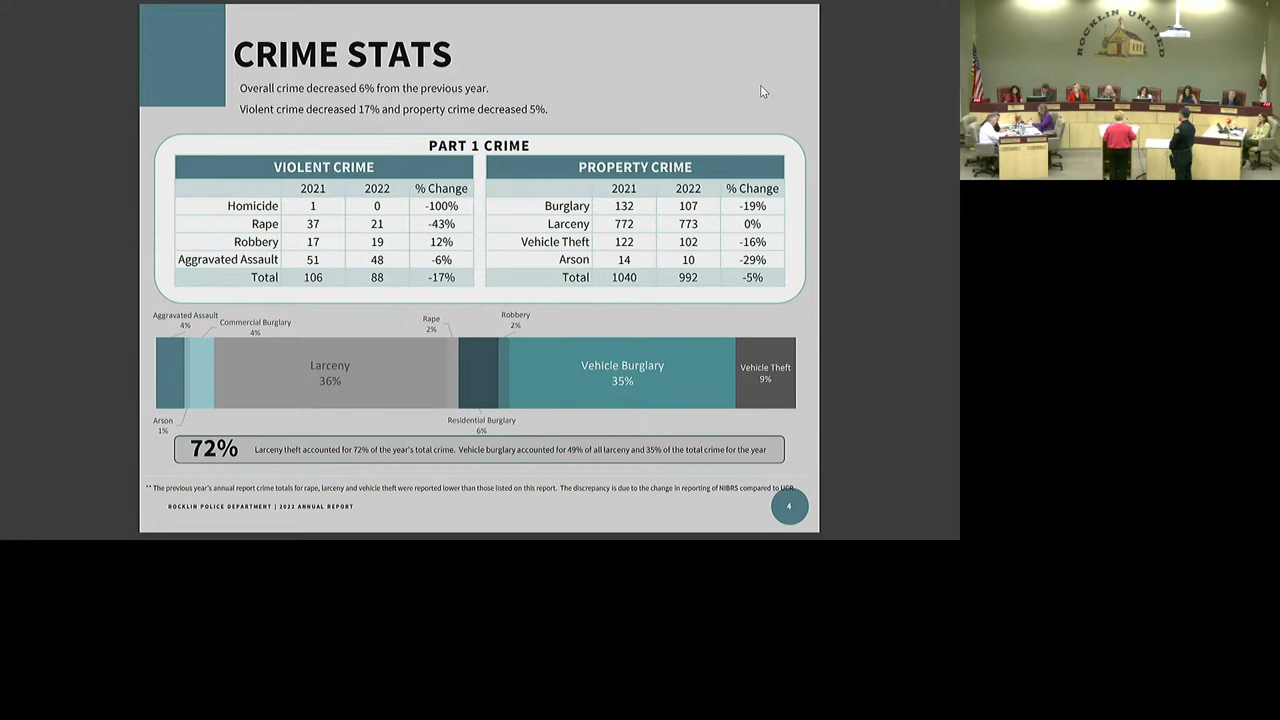 CRIME STATS
Overall crime decreased 6% from the previous year.
Violent crime decreased 17% and property crime decreased 5%.
PART 1 CRIME
VIOLENT CRIME
2021 2022 % Change
Homicide 1 0 -100%
Rape 37 21 -43%
Robbery 17 19 12%
Aggravated Assault 51 48 -6%
Total 106 88 -17%
PROPERTY CRIME
2021 2022 % Change
Burglary 132 107 -19%
Larceny 772 773 0%
Vehicle Theft 122 102 -16%
Arson 14 10 -29%
Total 1040 992 -5%
Aggravated Assault
4%
Commercial Burglary
4%
Rape
2%
Robbery
2%
Larceny
36%
Vehicle Burglary
35%
Vehicle Theft
9%
Arson
1%
Residential Burglary
6%
72% Larceny theft accounted for 72% of the year's total crime. Vehicle burglary accounted for 49% of all larceny and 35% of the total crime for the year
** The previous year's annual report crime totals for rape, larceny and vehicle theft were reported lower than those listed on this report. The discrepancy is due to the change in reporting of NIBRS compared to UCR.
ROCKLIN POLICE DEPARTMENT | 2022 ANNUAL REPORT
4
ROCKLIN UNIFIED